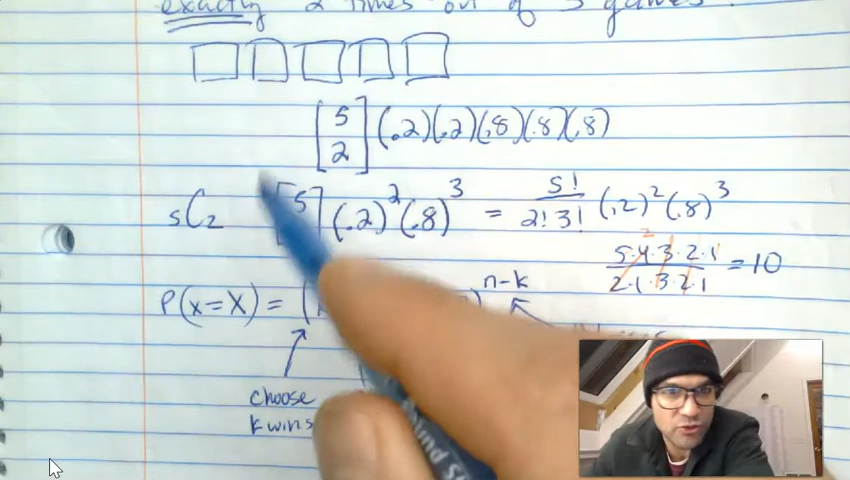 exactly 2 times out of 5 games
[5 2] (.2)(.2)(.8)(.8)(.8)
5C2 [5 ] (.2)^2 (.8)^3 = 5!/2!3! (.2)^2 (.8)^3
5·4·3·2·1/2·1·3·2·1 = 10
2
P(x=X) = ( ) n-k
choose
k wins